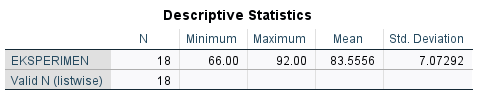 Descriptive Statistics
N Minimum Maximum Mean Std. Deviation
EKSPERIMEN 18 66.00 92.00 83.5556 7.07292
Valid N (listwise) 18